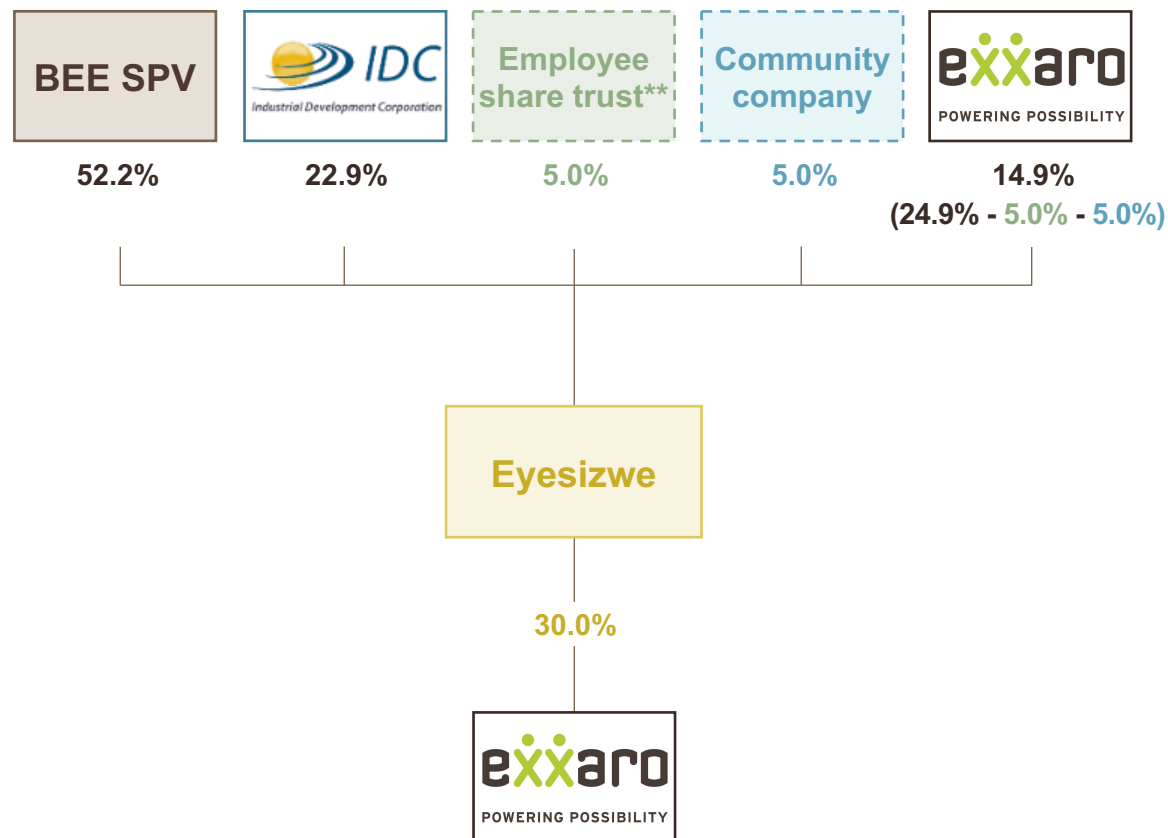 BEE SPV
IDC
Industrial Development Corporation
Employee
share trust**
Community
company
exxaro
POWERING POSSIBILITY
52.2%
22.9%
5.0%
5.0%
14.9%
(24.9% - 5.0% - 5.0%)
Eyesizwe
30.0%
exxaro
POWERING POSSIBILITY